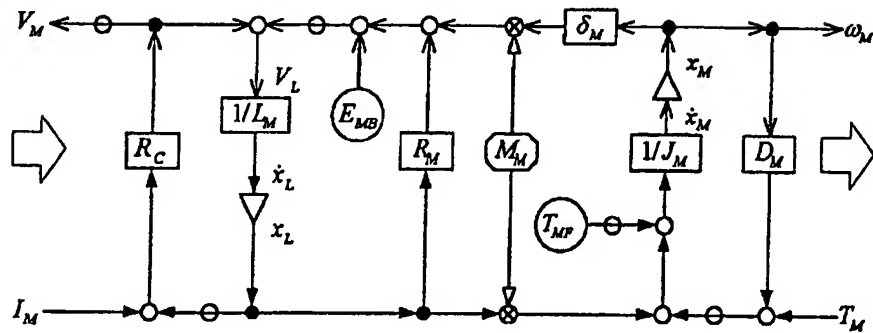 V_M
δ_M
ω_M
V_L
x_M
1/L_M
E_MB
ẋ_M
R_C
R_M
M_M
1/J_M
D_M
ẋ_L
x_L
T_MF
I_M
T_M